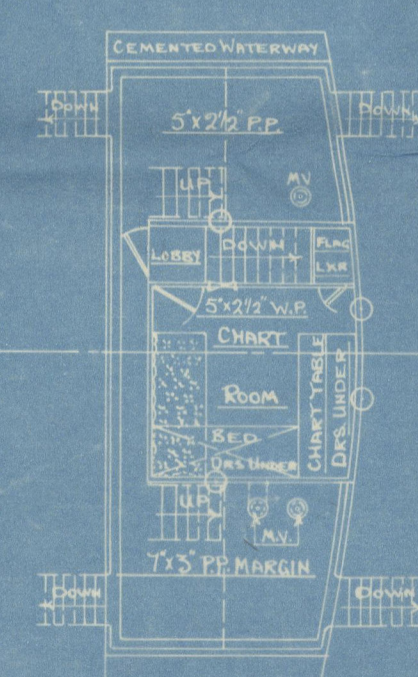 CEMENTED WATERWAY
DOWN
DOWN
5"X2½" P.P.
UP
MV
LOBBY
DOWN
FLAG
LKR
5"X2½" W.P.
CHART
ROOM
CHART TABLE
DRS. UNDER
BED
DRS UNDER
UP
M.V.
7"X3" P.P. MARGIN
DOWN
DOWN